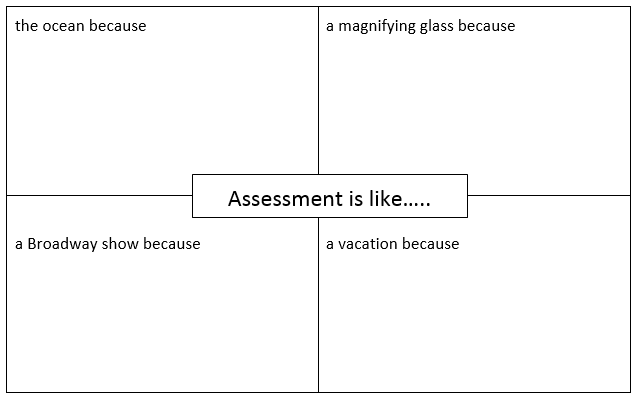 the ocean because
a magnifying glass because
Assessment is like…..
a Broadway show because
a vacation because